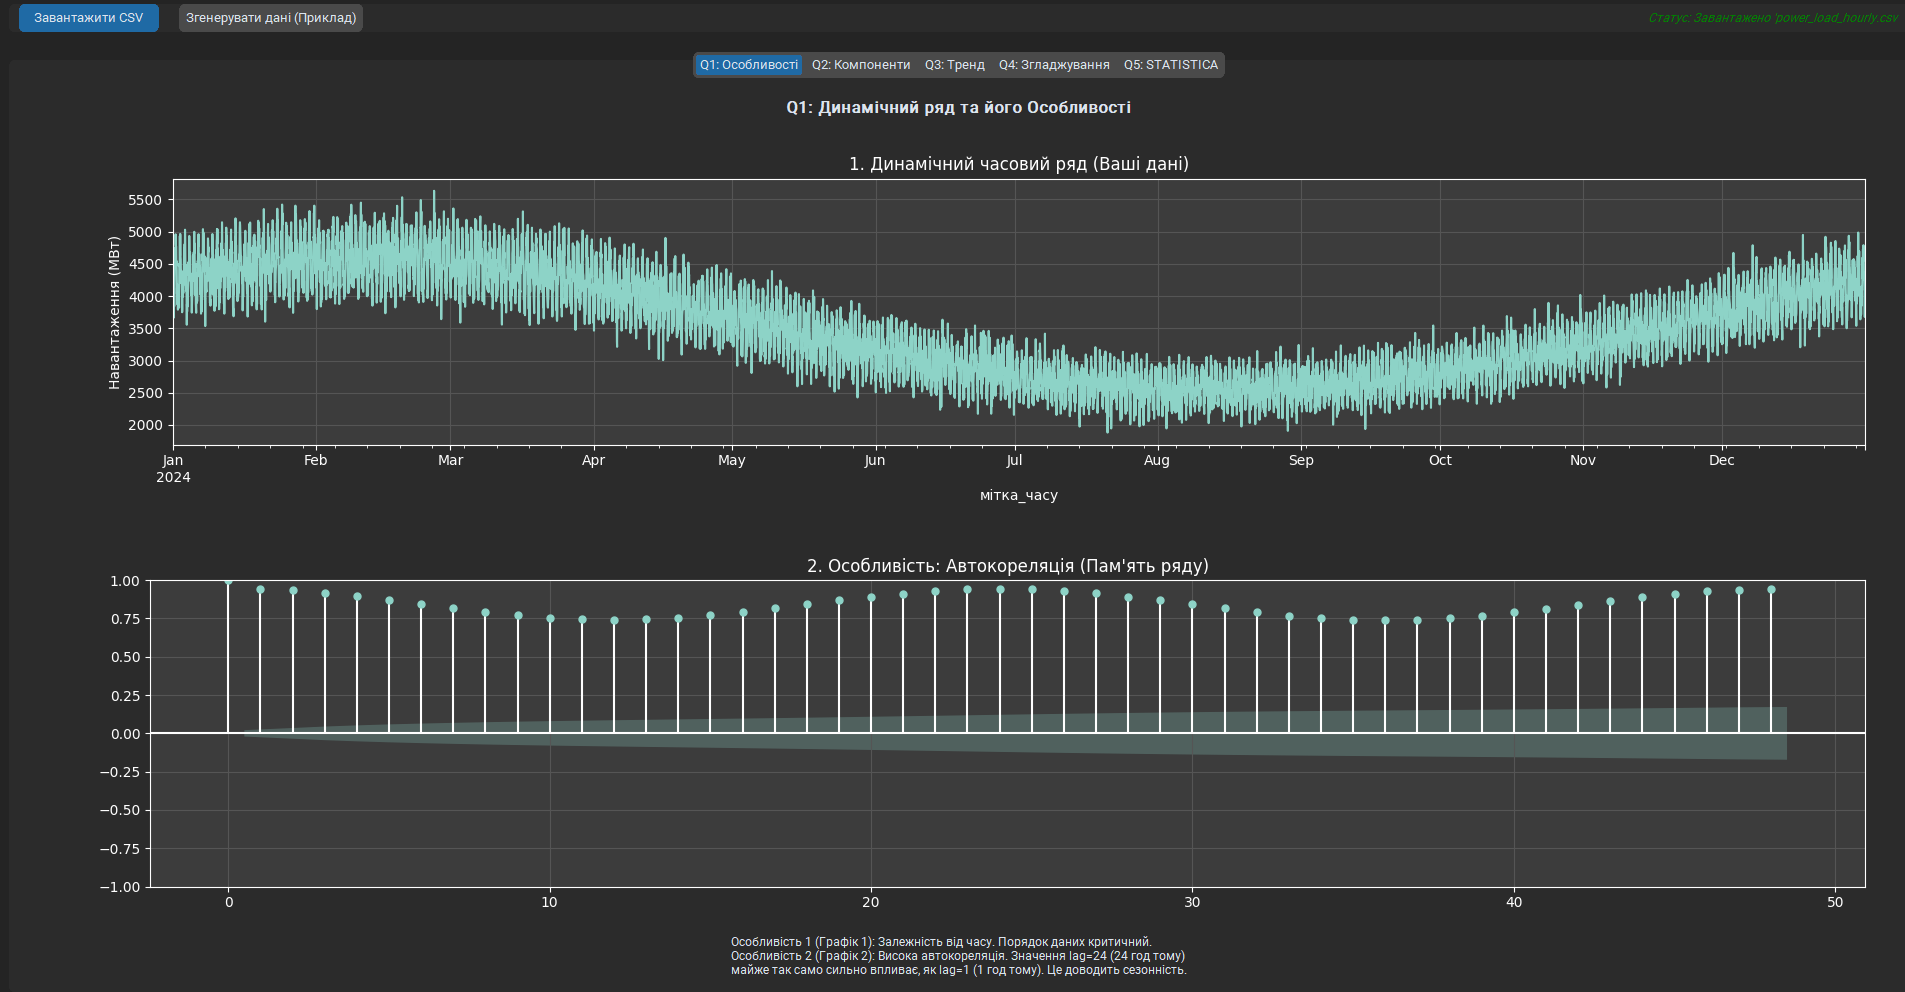 Завантажити CSV
Згенерувати дані (Приклад)
Статус: Завантажено 'power_load_hourly.csv
Q1: Особливості Q2: Компоненти Q3: Тренд Q4: Згладжування Q5: STATISTICA
Q1: Динамічний ряд та його Особливості
1. Динамічний часовий ряд (Ваші дані)
Навантаження (МВт)
5500
5000
4500
4000
3500
3000
2500
2000
Jan Feb Mar Apr May Jun Jul Aug Sep Oct Nov Dec
2024
мітка_часу
2. Особливість: Автокореляція (Пам'ять ряду)
1.00
0.75
0.50
0.25
0.00
−0.25
−0.50
−0.75
−1.00
0 10 20 30 40 50
Особливість 1 (Графік 1): Залежність від часу. Порядок даних критичний.
Особливість 2 (Графік 2): Висока автокореляція. Значення lag=24 (24 год тому)
майже так само сильно впливає, як lag=1 (1 год тому). Це доводить сезонність.